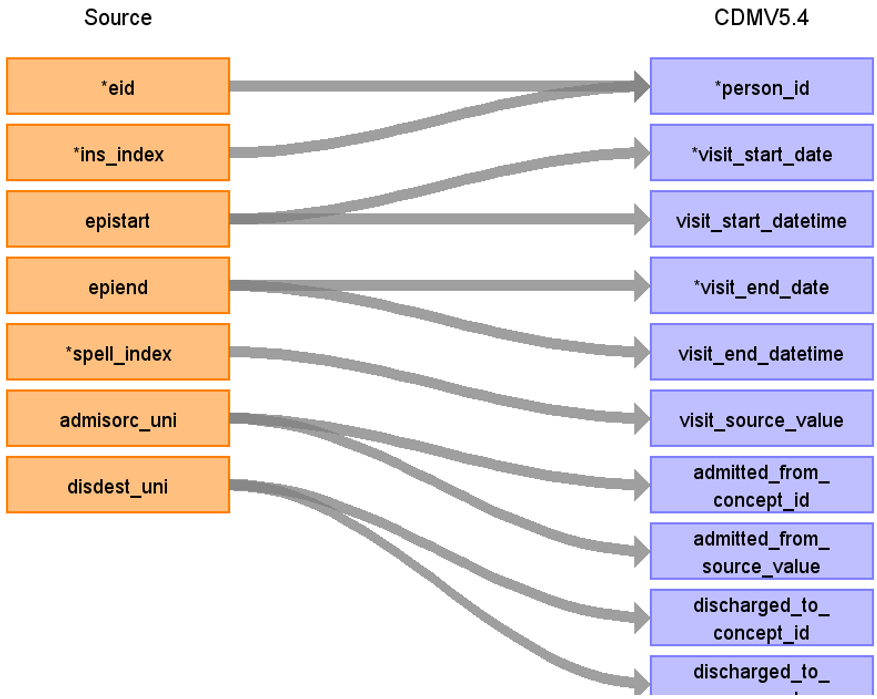 Source
CDMV5.4
*eid
*person_id
*ins_index
*visit_start_date
epistart
visit_start_datetime
epiend
*visit_end_date
*spell_index
visit_end_datetime
admisorc_uni
visit_source_value
disdest_uni
admitted_from_
concept_id
admitted_from_
source_value
discharged_to_
concept_id
discharged_to_